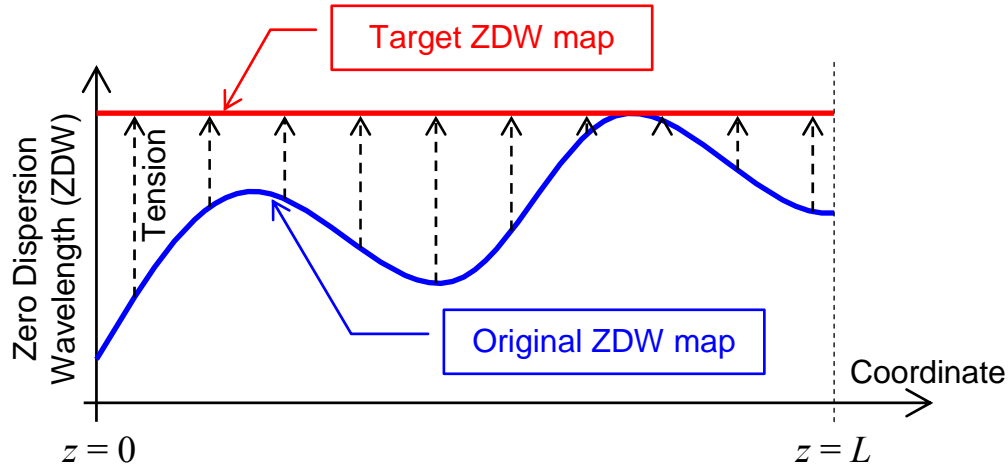 Target ZDW map
Zero Dispersion
Wavelength (ZDW)
Tension
Original ZDW map
Coordinate
z = 0
z = L